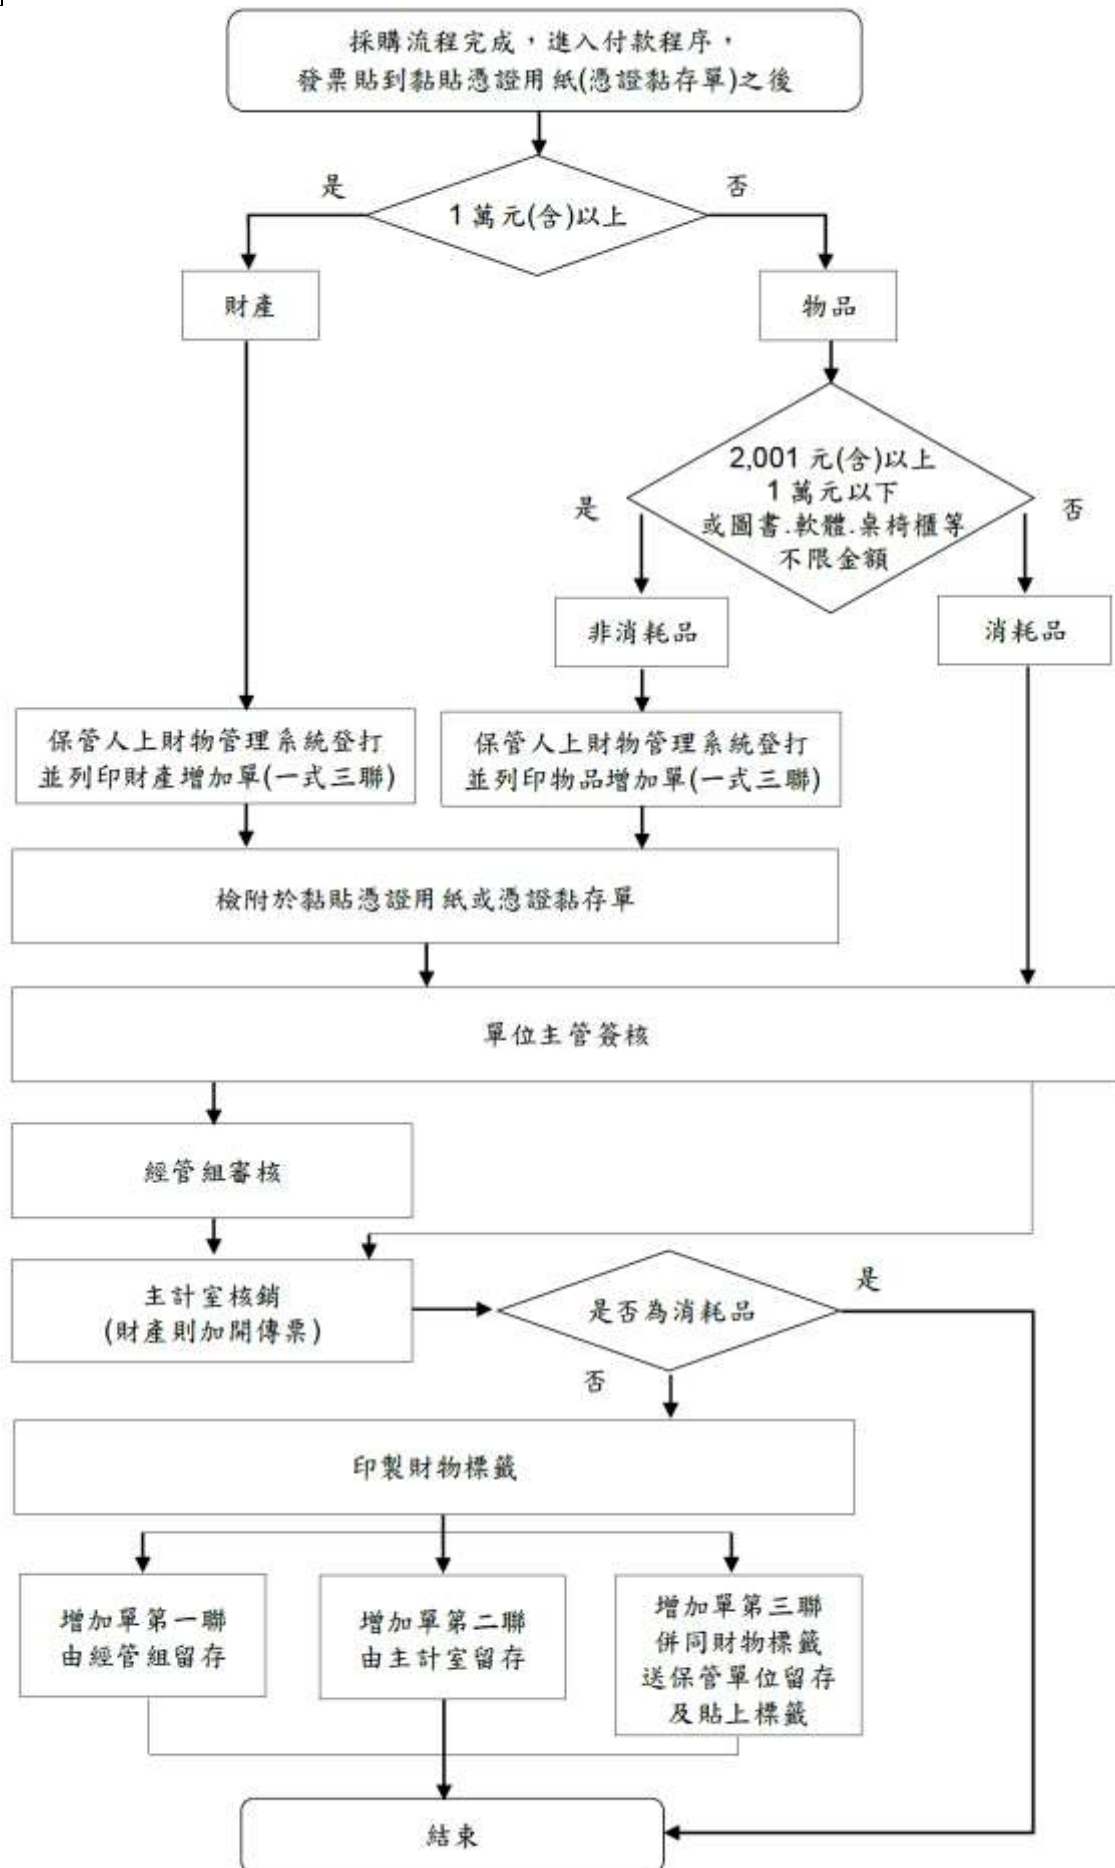 採購流程完成，進入付款程序，
發票貼到黏貼憑證用紙(憑證黏存單)之後
是
1 萬元(含)以上
否
財產
物品
2,001 元(含)以上
1 萬元以下
或圖書.軟體.桌椅櫃等
不限金額
是
否
非消耗品
消耗品
保管人上財物管理系統登打
並列印財產增加單(一式三聯)
保管人上財物管理系統登打
並列印物品增加單(一式三聯)
檢附於黏貼憑證用紙或憑證黏存單
單位主管簽核
經管組審核
主計室核銷
(財產則加開傳票)
是否為消耗品
是
否
印製財物標籤
增加單第一聯
由經管組留存
增加單第二聯
由主計室留存
增加單第三聯
併同財物標籤
送保管單位留存
及貼上標籤
結束